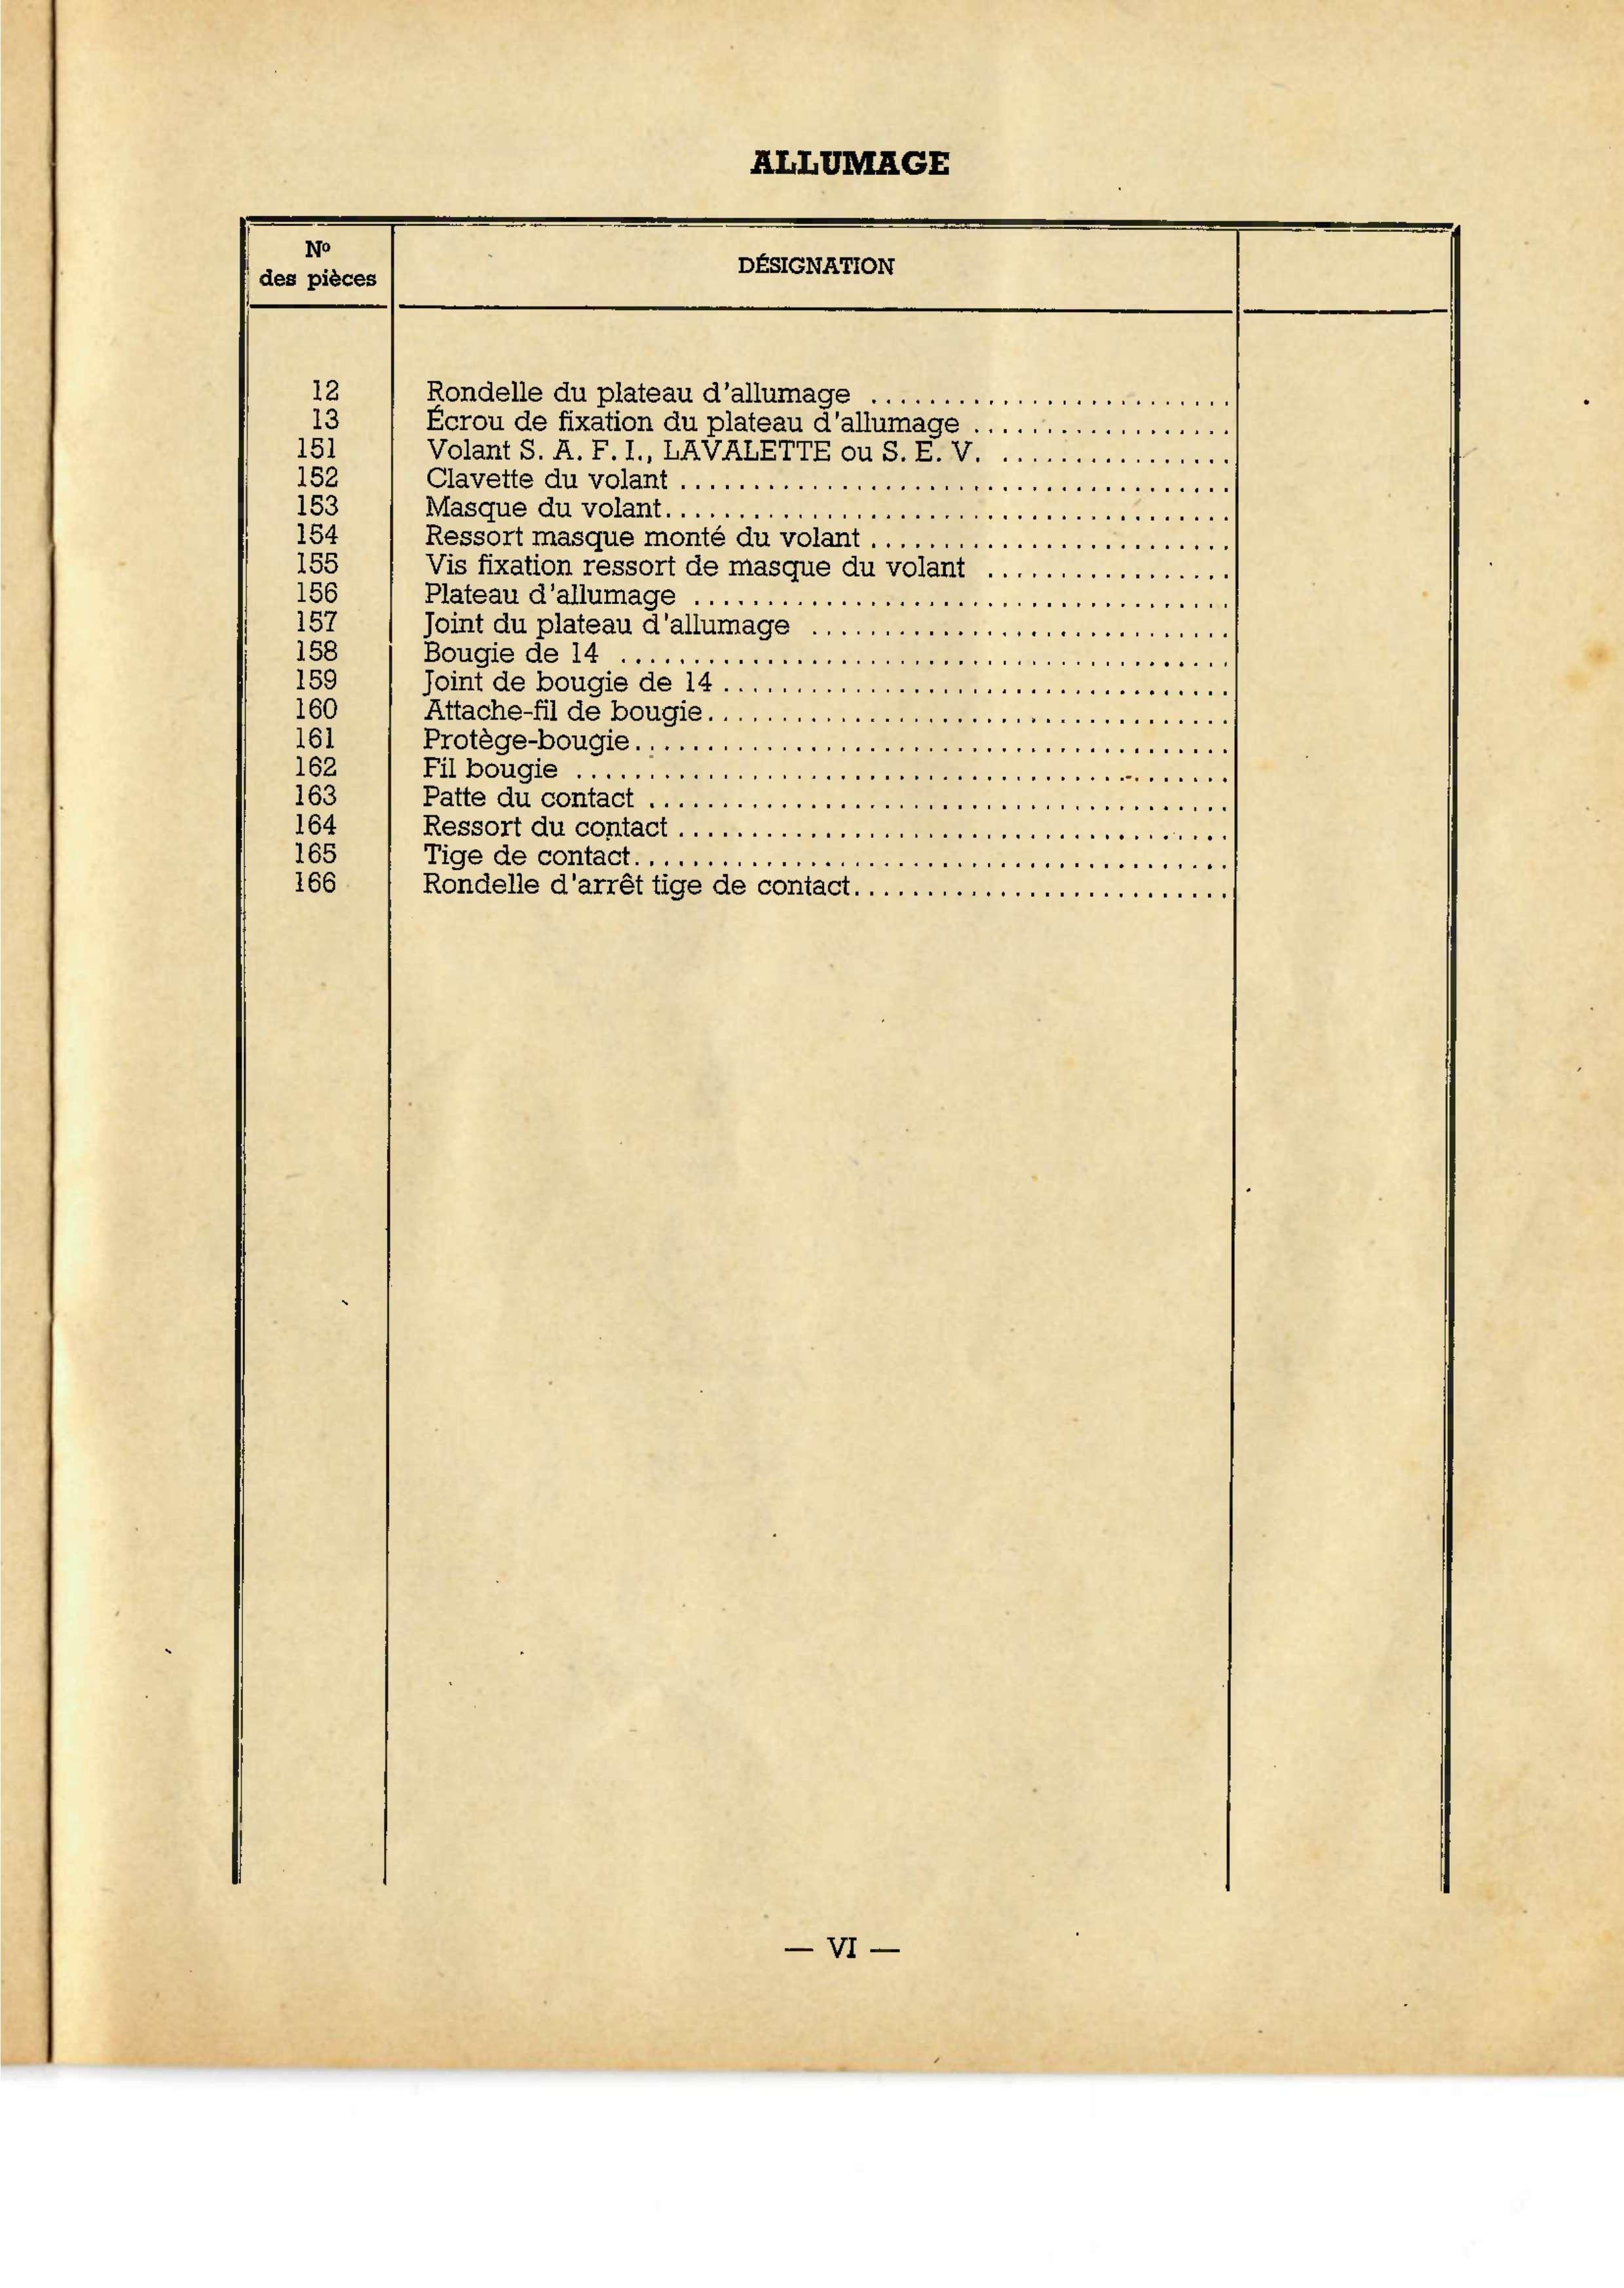 ALLUMAGE
Nº
des pièces
DÉSIGNATION
12 Rondelle du plateau d'allumage ........................
13 Écrou de fixation du plateau d'allumage ..................
151 Volant S. A. F. I., LAVALETTE ou S. E. V. ................
152 Clavette du volant ......................................
153 Masque du volant.......................................
154 Ressort masque monté du volant .........................
155 Vis fixation ressort de masque du volant .................
156 Plateau d'allumage .....................................
157 Joint du plateau d'allumage .............................
158 Bougie de 14 ..........................................
159 Joint de bougie de 14 ...................................
160 Attache-fil de bougie....................................
161 Protège-bougie.........................................
162 Fil bougie .............................................
163 Patte du contact ........................................
164 Ressort du contact ......................................
165 Tige de contact.........................................
166 Rondelle d'arrêt tige de contact..........................
— VI —